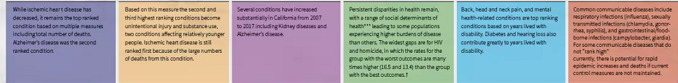 While ischemic heart disease has
decreased, it remains the top ranked
condition based on multiple measures
including total number of deaths.
Alzheimer's disease was the second
ranked condition
Based on this measure the second and
third highest ranking conditions become
unintentional injury and substance use,
two conditions affecting relatively younger
people. Ischemic heart disease is still
ranked first because of the large numbers
of deaths from this condition.
Several conditions have increased
substantially in California from 2007
to 2017 including Kidney diseases and
Alzheimer's disease.
Persistent disparities in health remain,
with a range of social determinants of
health*** leading to some populations
experiencing higher burdens of disease
than others. The widest gaps are for HIV
and homicide, in which the rates for the
group with the worst outcomes are many
times higher (16.5 and 13.4) than the group
with the best outcomes.†
Back, head and neck pain, and mental
health-related conditions are top ranking
conditions based on years lived with
disability. Diabetes and hearing loss also
contribute greatly to years lived with
disability.
Common communicable diseases include
respiratory infections (influenza), sexually
transmitted infections (chlamydia, gonor-
rhea, syphilis), and gastrointestinal/food-
borne infections (campylobacter, giardia).
For some communicable diseases that do
not "rank high"
currently, there is potential for rapid
epidemic increases and deaths if current
control measures are not maintained.